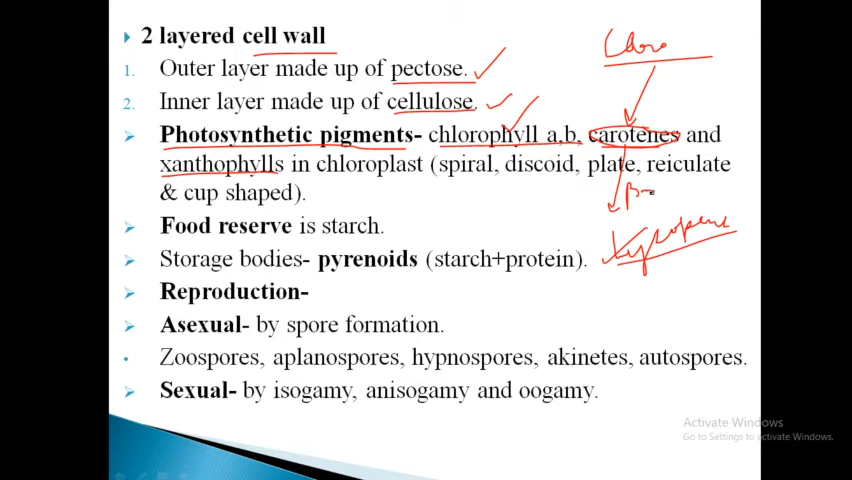 2 layered cell wall
1. Outer layer made up of pectose.
2. Inner layer made up of cellulose.
Photosynthetic pigments- chlorophyll a,b, carotenes and
xanthophylls in chloroplast (spiral, discoid, plate, reiculate
& cup shaped).
Food reserve is starch.
Storage bodies- pyrenoids (starch+protein).
Reproduction-
Asexual- by spore formation.
Zoospores, aplanospores, hypnospores, akinetes, autospores.
Sexual- by isogamy, anisogamy and oogamy.
β-
Activate Windows
Go to Settings to Activate Windows.